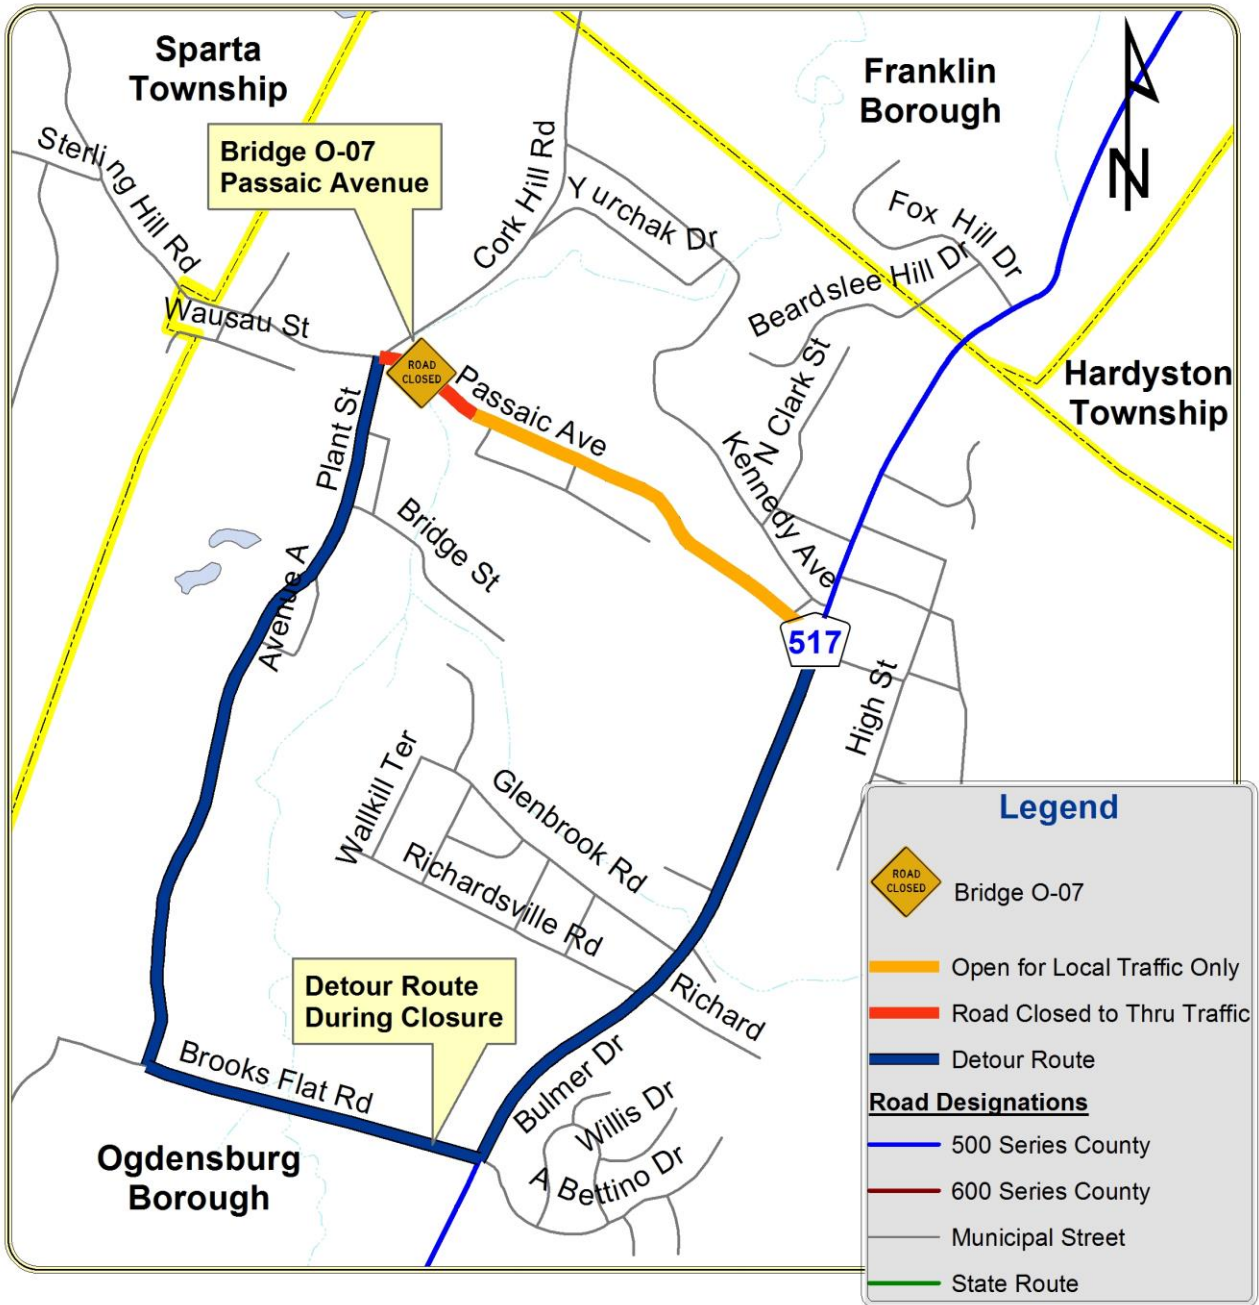 Sparta
Township
Franklin
Borough
N
Sterling Hill Rd
Bridge O-07
Passaic Avenue
Cork Hill Rd
Yurchak Dr
Fox Hill Dr
Beardslee Hill Dr
Wausau St
ROAD
CLOSED
Passaic Ave
N Clark St
Hardyston
Township
Plant St
Kennedy Ave
Bridge St
Avenue A
517
High St
Wallkill Ter
Glenbrook Rd
Richardsville Rd
Richard
Detour Route
During Closure
Brooks Flat Rd
Bulmer Dr
Willis Dr
A Bettino Dr
Ogdensburg
Borough
Legend
ROAD
CLOSED
Bridge O-07
Open for Local Traffic Only
Road Closed to Thru Traffic
Detour Route
Road Designations
500 Series County
600 Series County
Municipal Street
State Route